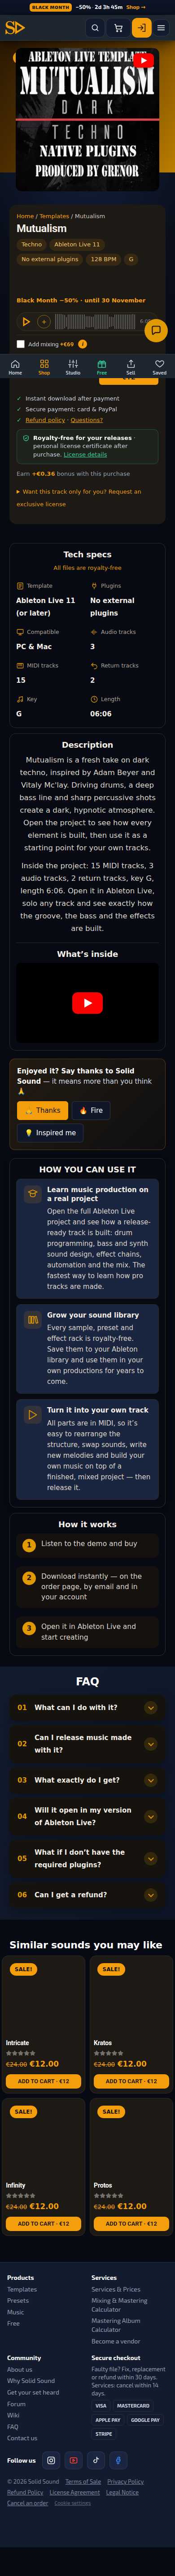 BLACK MONTH −50% · 2d 3h 45m Shop →
ABLETON LIVE TEMPLATE
MUTUALISM
DARK
TECHNO
NATIVE PLUGINS
PRODUCED BY GRENOR
Home / Templates / Mutualism
Mutualism
Techno
Ableton Live 11
No external plugins
128 BPM
G
Black Month −50% · until 30 November
Add mixing +€69
Home
Shop
Studio
Free
Sell
Saved
Instant download after payment
Secure payment: card & PayPal
Refund policy · Questions?
Royalty-free for your releases ·
personal license certificate after
purchase. License details
Earn +€0.36 bonus with this purchase
Want this track only for you? Request an
exclusive license
Tech specs
All files are royalty-free
Template
Ableton Live 11
(or later)
Plugins
No external
plugins
Compatible
PC & Mac
Audio tracks
3
MIDI tracks
15
Return tracks
2
Key
G
Length
06:06
Description
Mutualism is a fresh take on dark
techno, inspired by Adam Beyer and
Vitaly Mc'lay. Driving drums, a deep
bass line and sharp percussive shots
create a dark, hypnotic atmosphere.
Open the project to see how every
element is built, then use it as a
starting point for your own tracks.
Inside the project: 15 MIDI tracks, 3
audio tracks, 2 return tracks, key G,
length 6:06. Open it in Ableton Live,
solo any track and see exactly how
the groove, the bass and the effects
are built.
What's inside
Enjoyed it? Say thanks to Solid
Sound — it means more than you think
Thanks
Fire
Inspired me
HOW YOU CAN USE IT
Learn music production on
a real project
Open the full Ableton Live
project and see how a release-
ready track is built: drum
programming, bass and synth
sound design, effect chains,
automation and the mix. The
fastest way to learn how pro
tracks are made.
Grow your sound library
Every sample, preset and
effect rack is royalty-free.
Save them to your Ableton
library and use them in your
own productions for years to
come.
Turn it into your own track
All parts are in MIDI, so it's
easy to rearrange the
structure, swap sounds, write
new melodies and build your
own music on top of a
finished, mixed project — then
release it.
How it works
1 Listen to the demo and buy
2 Download instantly — on the
order page, by email and in
your account
3 Open it in Ableton Live and
start creating
FAQ
01 What can I do with it?
02 Can I release music made
with it?
03 What exactly do I get?
04 Will it open in my version
of Ableton Live?
05 What if I don't have the
required plugins?
06 Can I get a refund?
Similar sounds you may like
SALE!
Intricate
€24.00 €12.00
ADD TO CART · €12
SALE!
Kratos
€24.00 €12.00
ADD TO CART · €12
SALE!
Infinity
€24.00 €12.00
ADD TO CART · €12
SALE!
Protos
€24.00 €12.00
ADD TO CART · €12
Products
Templates
Presets
Music
Free
Services
Services & Prices
Mixing & Mastering
Calculator
Mastering Album
Calculator
Become a vendor
Community
About us
Why Solid Sound
Get your set heard
Forum
Wiki
FAQ
Contact us
Secure checkout
Faulty file? Fix, replacement
or refund within 30 days.
Services: cancel within 14
days.
VISA
MASTERCARD
APPLE PAY
GOOGLE PAY
STRIPE
Follow us
© 2026 Solid Sound Terms of Sale Privacy Policy
Refund Policy License Agreement Legal Notice
Cancel an order Cookie settings